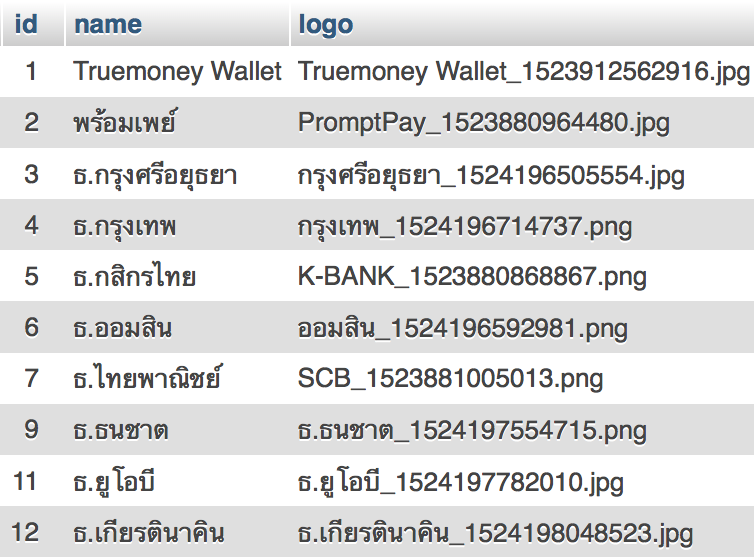 id name logo
1 Truemoney Wallet Truemoney Wallet_1523912562916.jpg
2 พร้อมเพย์ PromptPay_1523880964480.jpg
3 ธ.กรุงศรีอยุธยา กรุงศรีอยุธยา_1524196505554.jpg
4 ธ.กรุงเทพ กรุงเทพ_1524196714737.png
5 ธ.กสิกรไทย K-BANK_1523880868867.png
6 ธ.ออมสิน ออมสิน_1524196592981.png
7 ธ.ไทยพาณิชย์ SCB_1523881005013.png
9 ธ.ธนชาต ธ.ธนชาต_1524197554715.png
11 ธ.ยูโอบี ธ.ยูโอบี_1524197782010.jpg
12 ธ.เกียรตินาคิน ธ.เกียรตินาคิน_1524198048523.jpg